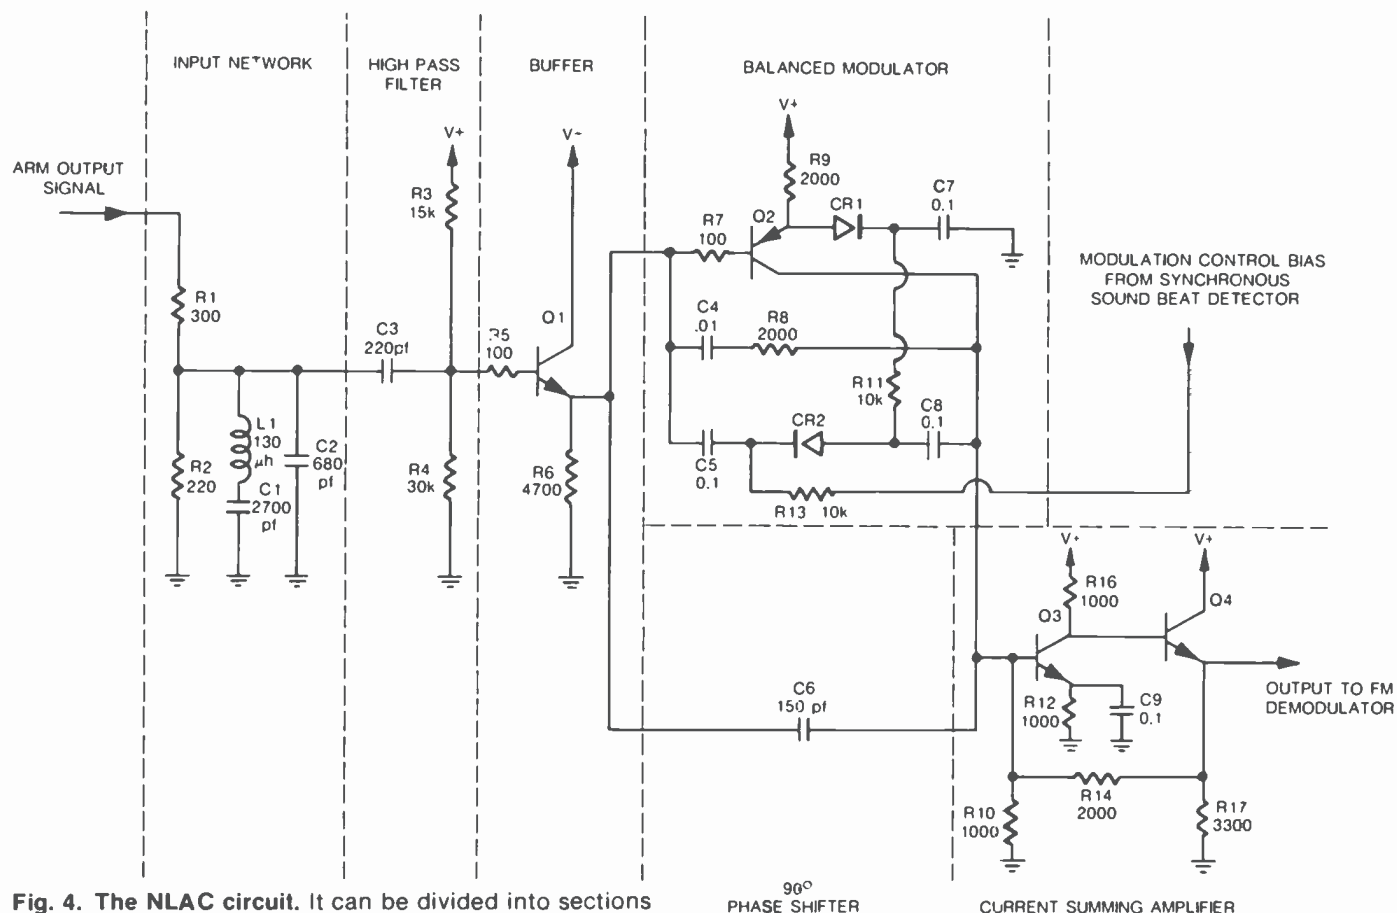 INPUT NETWORK
HIGH PASS
FILTER
BUFFER
BALANCED MODULATOR
ARM OUTPUT
SIGNAL
V+
V-
V+
R3
15k
R9
2000
C7
0.1
CR1
Q2
R7
100
MODULATION CONTROL BIAS
FROM SYNCHRONOUS
SOUND BEAT DETECTOR
R1
300
C3
220pf
R5
100
Q1
C4
.01
R8
2000
R11
10k
L1
130
µh
C2
680
pf
C1
2700
pf
R2
220
R4
30k
R6
4700
C5
0.1
CR2
C8
0.1
R13 10k
V+
V+
R16
1000
Q3
Q4
C6
150 pf
R12
1000
C9
0.1
OUTPUT TO FM
DEMODULATOR
R14
2000
R10
1000
R17
3300
Fig. 4. The NLAC circuit. It can be divided into sections
90°
PHASE SHIFTER
CURRENT SUMMING AMPLIFIER